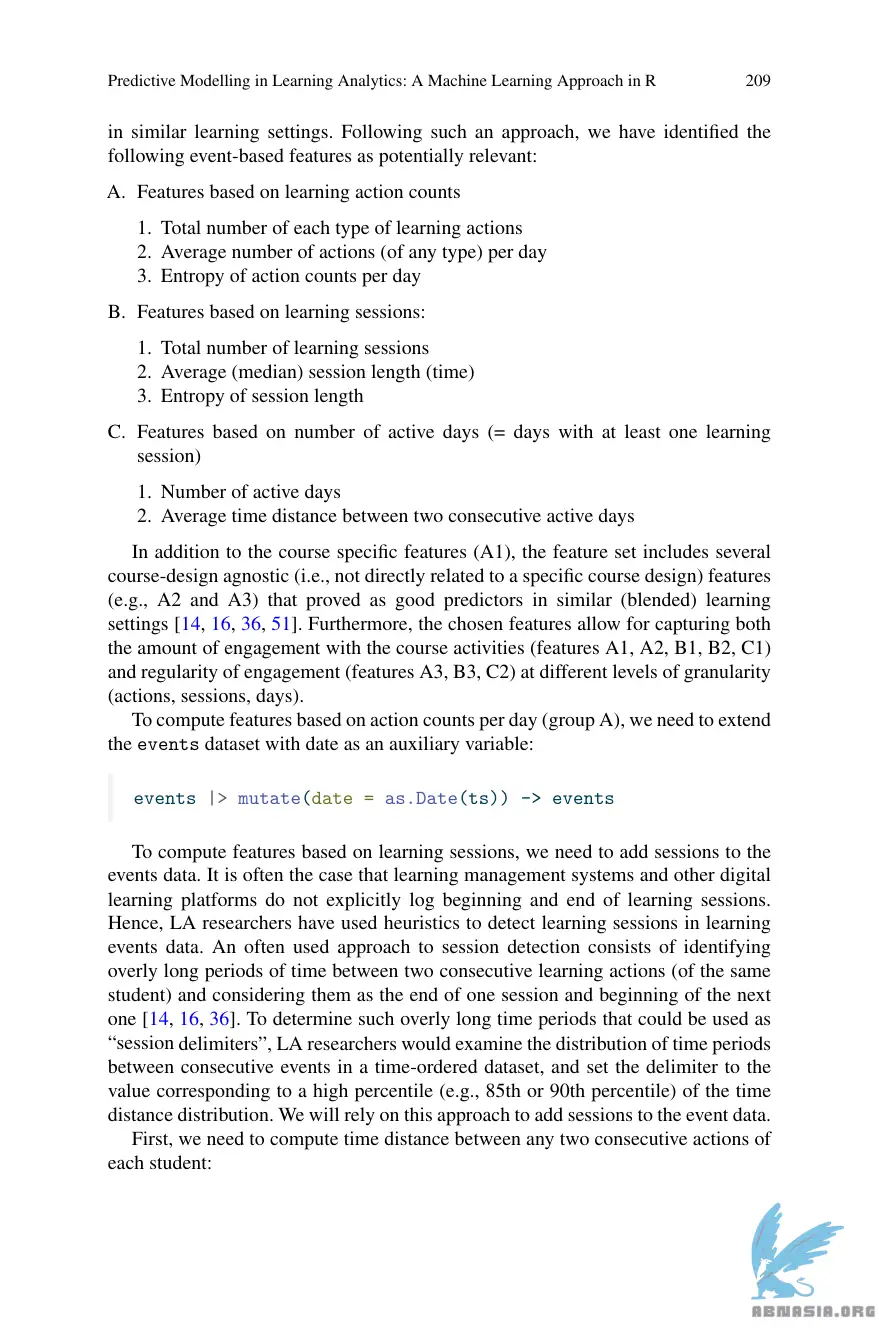 Predictive Modelling in Learning Analytics: A Machine Learning Approach in R 209
in similar learning settings. Following such an approach, we have identified the
following event-based features as potentially relevant:
A. Features based on learning action counts
1. Total number of each type of learning actions
2. Average number of actions (of any type) per day
3. Entropy of action counts per day
B. Features based on learning sessions:
1. Total number of learning sessions
2. Average (median) session length (time)
3. Entropy of session length
C. Features based on number of active days (= days with at least one learning
session)
1. Number of active days
2. Average time distance between two consecutive active days
In addition to the course specific features (A1), the feature set includes several
course-design agnostic (i.e., not directly related to a specific course design) features
(e.g., A2 and A3) that proved as good predictors in similar (blended) learning
settings [14, 16, 36, 51]. Furthermore, the chosen features allow for capturing both
the amount of engagement with the course activities (features A1, A2, B1, B2, C1)
and regularity of engagement (features A3, B3, C2) at different levels of granularity
(actions, sessions, days).
To compute features based on action counts per day (group A), we need to extend
the events dataset with date as an auxiliary variable:
events |> mutate(date = as.Date(ts)) -> events
To compute features based on learning sessions, we need to add sessions to the
events data. It is often the case that learning management systems and other digital
learning platforms do not explicitly log beginning and end of learning sessions.
Hence, LA researchers have used heuristics to detect learning sessions in learning
events data. An often used approach to session detection consists of identifying
overly long periods of time between two consecutive learning actions (of the same
student) and considering them as the end of one session and beginning of the next
one [14, 16, 36]. To determine such overly long time periods that could be used as
“session delimiters”, LA researchers would examine the distribution of time periods
between consecutive events in a time-ordered dataset, and set the delimiter to the
value corresponding to a high percentile (e.g., 85th or 90th percentile) of the time
distance distribution. We will rely on this approach to add sessions to the event data.
First, we need to compute time distance between any two consecutive actions of
each student:
ABNASIA.ORG